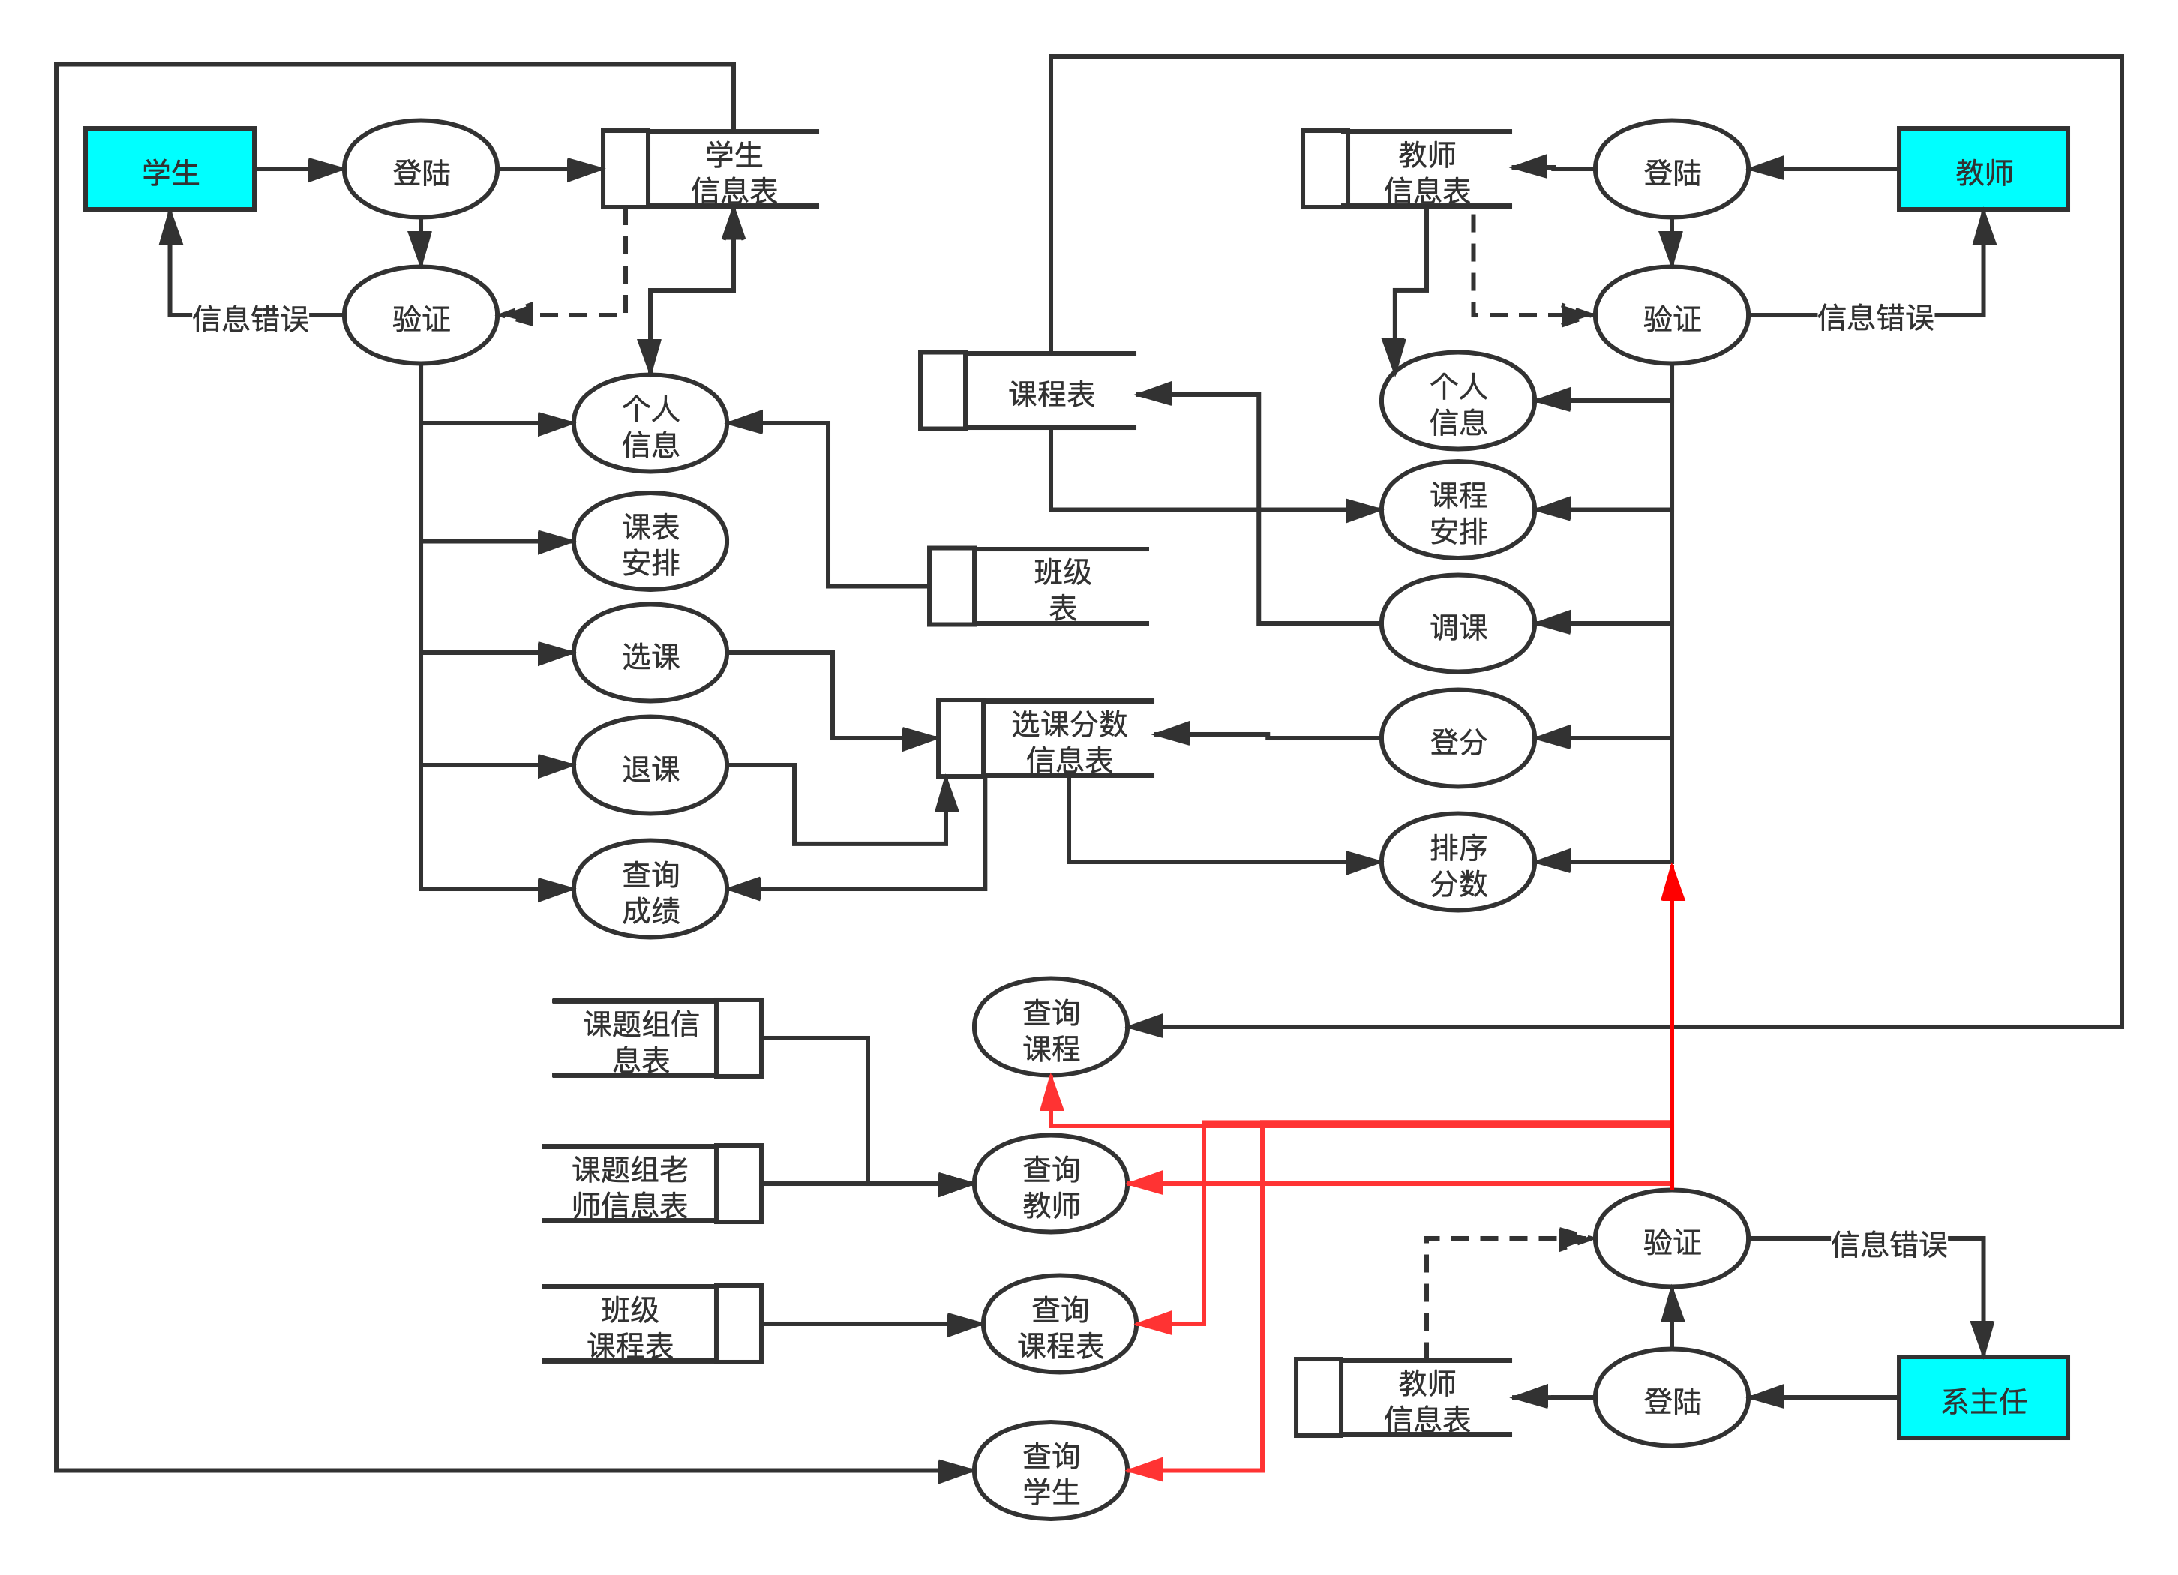 学生
登陆
学生
信息表
教师
信息表
登陆
教师
信息错误
验证
验证
信息错误
个人
信息
课程表
个人
信息
课表
安排
课程
安排
班级
表
选课
调课
选课分数
信息表
退课
登分
查询
成绩
排序
分数
课题组信
息表
查询
课程
课题组老
师信息表
查询
教师
验证
信息错误
班级
课程表
查询
课程表
教师
信息表
登陆
系主任
查询
学生